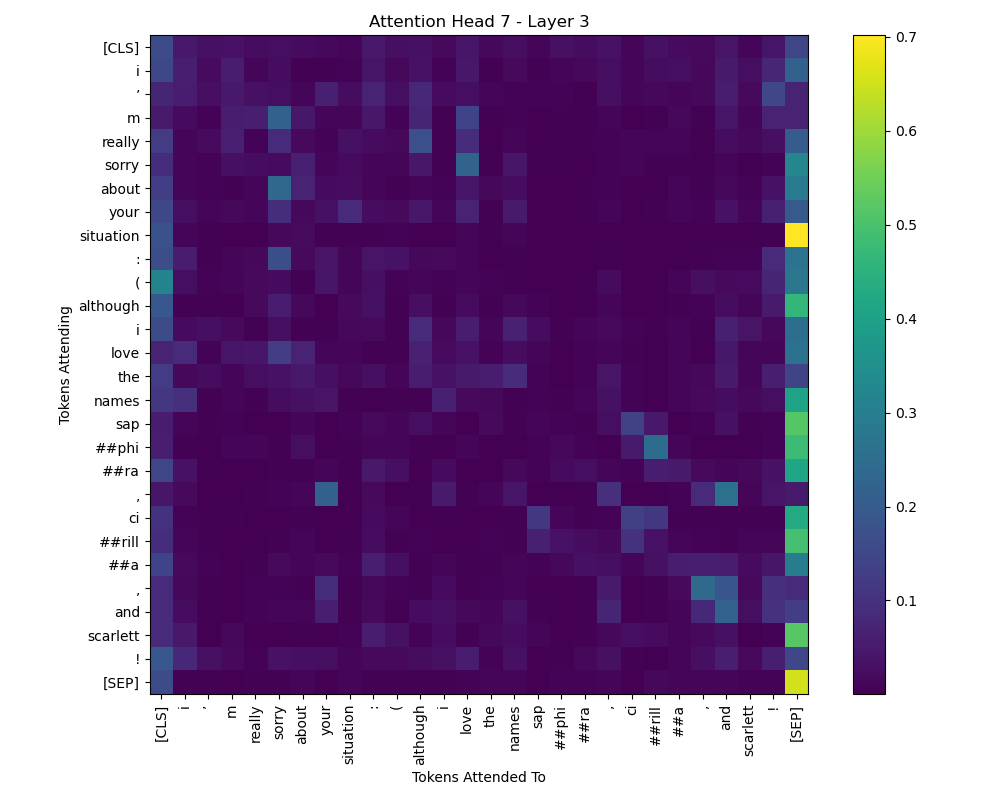 Attention Head 7 - Layer 3
Tokens Attending
[CLS]
i
'
m
really
sorry
about
your
situation
:
(
although
i
love
the
names
sap
##phi
##ra
,
ci
##rill
##a
,
and
scarlett
!
[SEP]
[CLS] i ' m really sorry about your situation : ( although i love the names sap ##phi ##ra , ci ##rill ##a , and scarlett ! [SEP]
Tokens Attended To
0.7
0.6
0.5
0.4
0.3
0.2
0.1